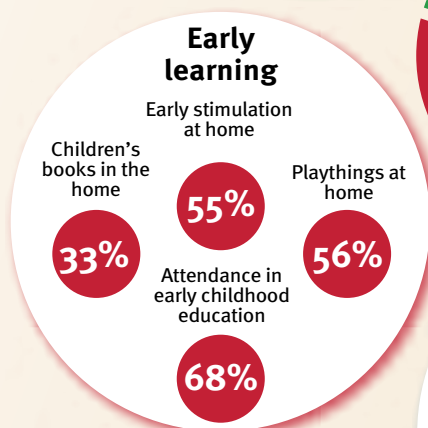 Early
learning
Early stimulation
at home
55%
Children’s
books in the
home
33%
Playthings at
home
56%
Attendance in
early childhood
education
68%